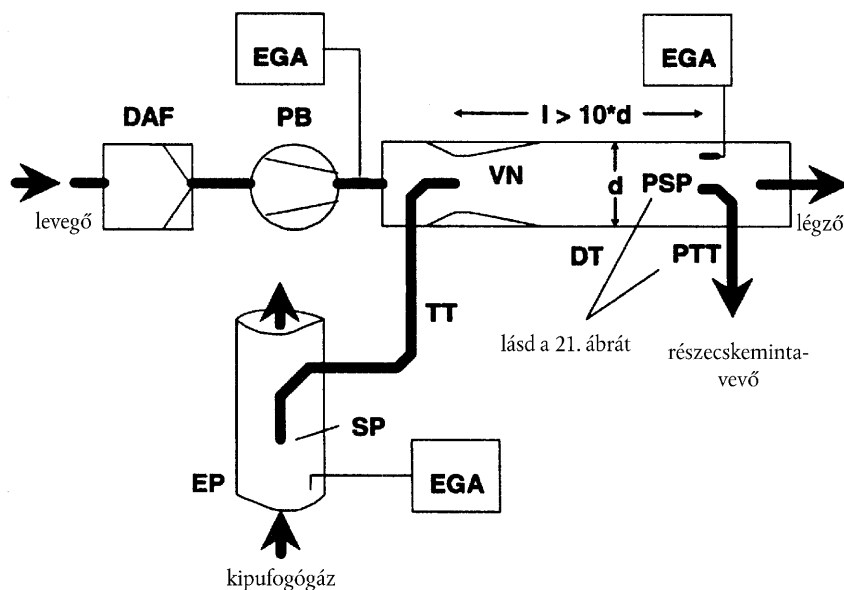 EGA
EGA
DAF
PB
l > 10*d
VN
d
PSP
levegő
légző
DT
PTT
TT
lásd a 21. ábrát
részecskeminta-
vevő
SP
EP
EGA
kipufogógáz